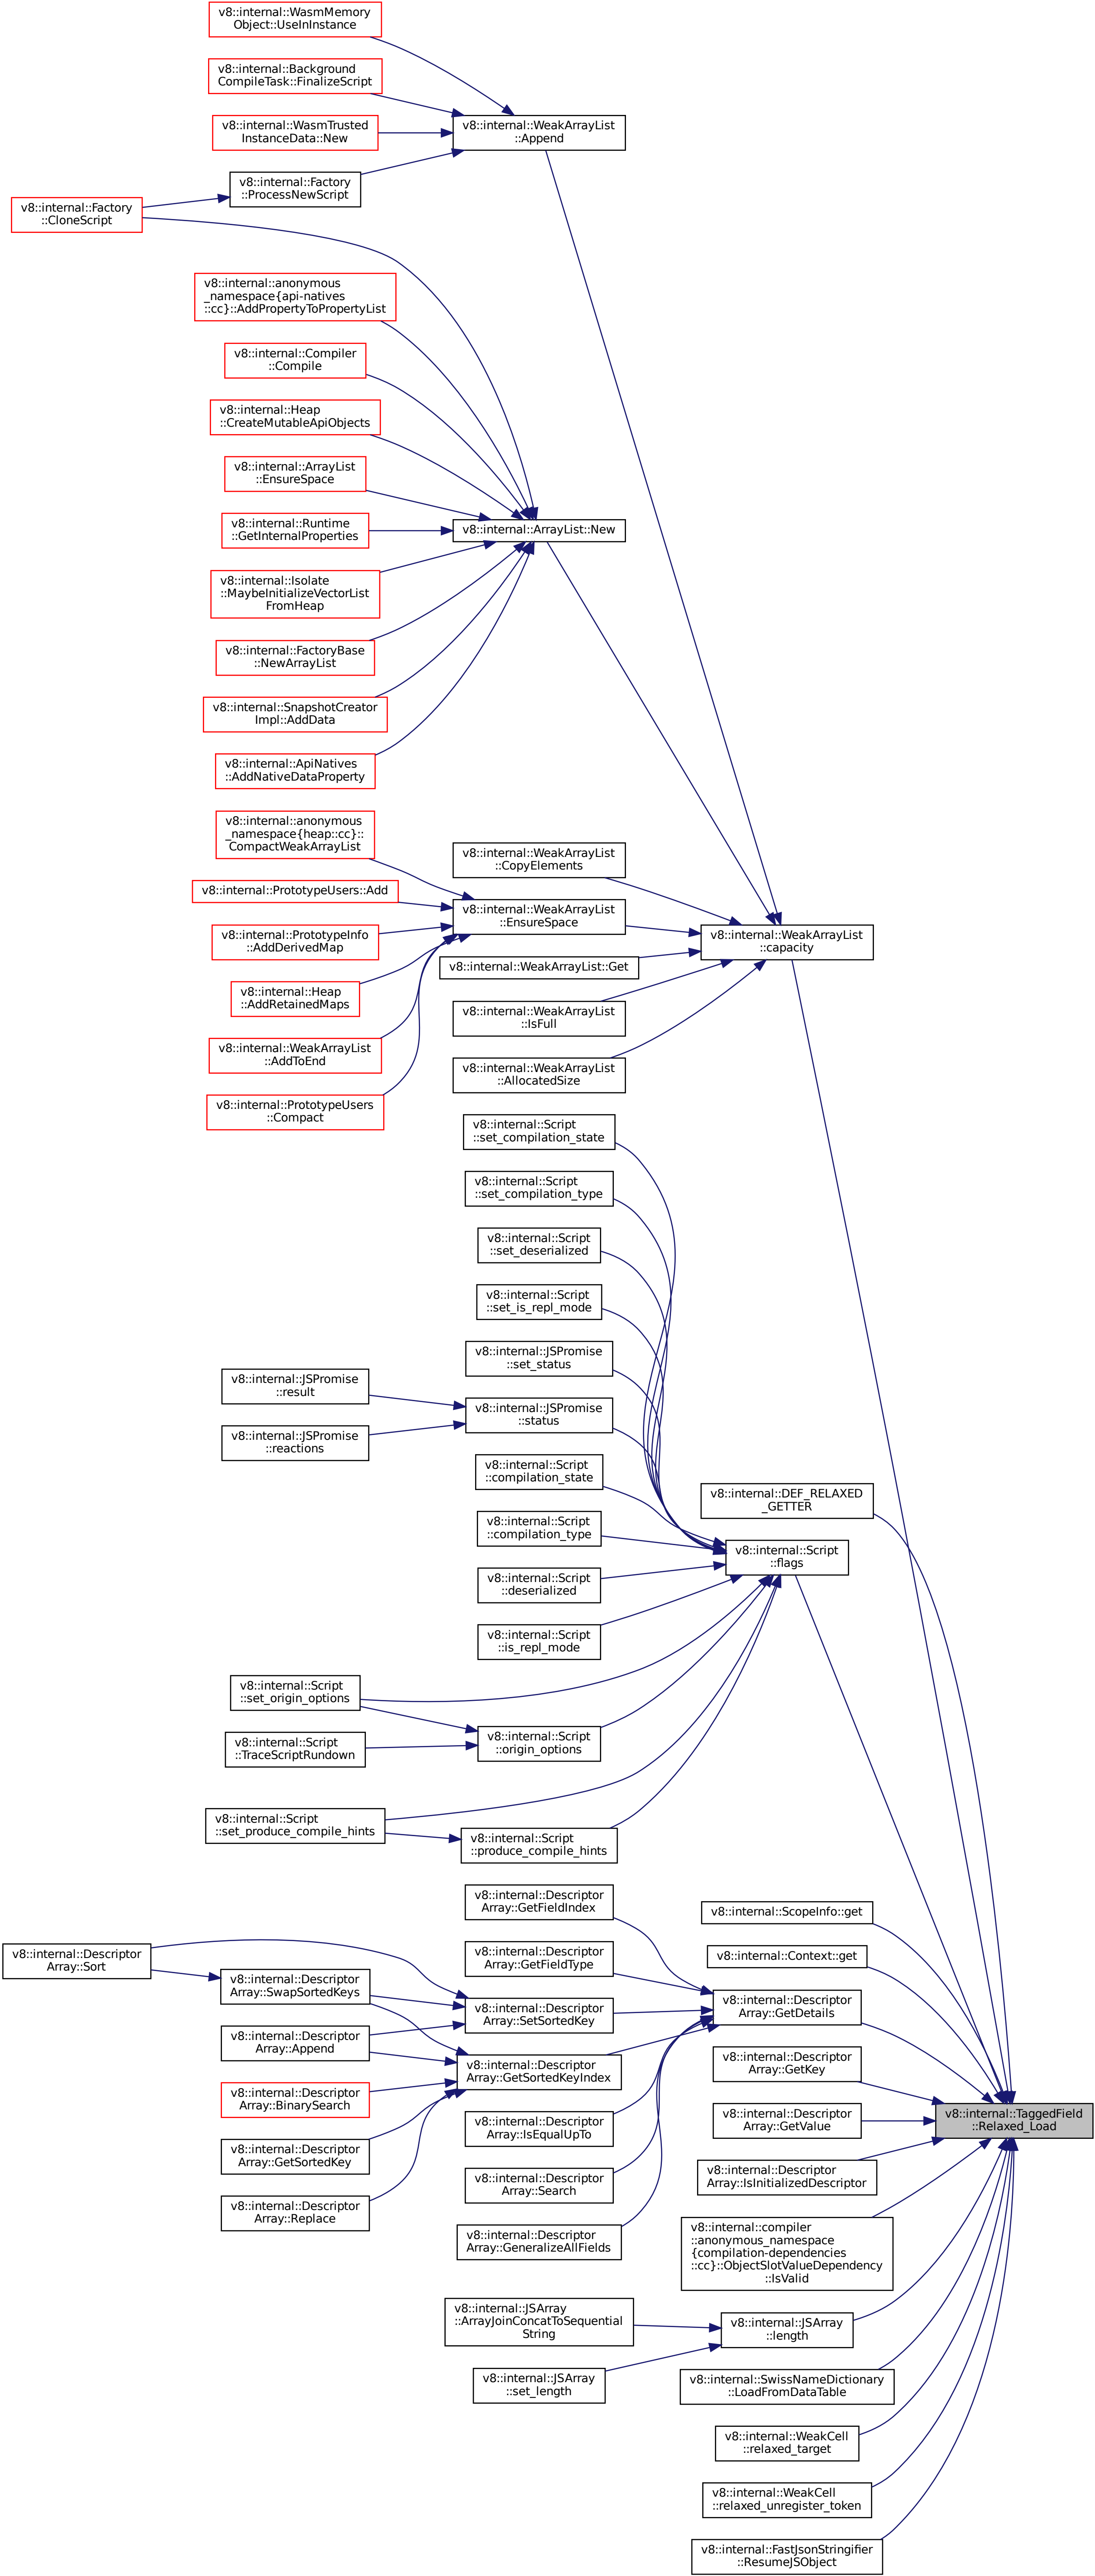 v8::internal::WasmMemory
Object::UseInInstance
v8::internal::Background
CompileTask::FinalizeScript
v8::internal::WasmTrusted
InstanceData::New
v8::internal::WeakArrayList
::Append
v8::internal::Factory
::ProcessNewScript
v8::internal::Factory
::CloneScript
v8::internal::anonymous
_namespace{api-natives
::cc}::AddPropertyToPropertyList
v8::internal::Compiler
::Compile
v8::internal::Heap
::CreateMutableApiObjects
v8::internal::ArrayList
::EnsureSpace
v8::internal::Runtime
::GetInternalProperties
v8::internal::ArrayList::New
v8::internal::Isolate
::MaybeInitializeVectorList
FromHeap
v8::internal::FactoryBase
::NewArrayList
v8::internal::SnapshotCreator
Impl::AddData
v8::internal::ApiNatives
::AddNativeDataProperty
v8::internal::anonymous
_namespace{heap::cc}::
CompactWeakArrayList
v8::internal::WeakArrayList
::CopyElements
v8::internal::PrototypeUsers::Add
v8::internal::WeakArrayList
::EnsureSpace
v8::internal::PrototypeInfo
::AddDerivedMap
v8::internal::WeakArrayList
::capacity
v8::internal::WeakArrayList::Get
v8::internal::Heap
::AddRetainedMaps
v8::internal::WeakArrayList
::IsFull
v8::internal::WeakArrayList
::AddToEnd
v8::internal::WeakArrayList
::AllocatedSize
v8::internal::PrototypeUsers
::Compact
v8::internal::Script
::set_compilation_state
v8::internal::Script
::set_compilation_type
v8::internal::Script
::set_deserialized
v8::internal::Script
::set_is_repl_mode
v8::internal::JSPromise
::set_status
v8::internal::JSPromise
::result
v8::internal::JSPromise
::status
v8::internal::JSPromise
::reactions
v8::internal::Script
::compilation_state
v8::internal::DEF_RELAXED
_GETTER
v8::internal::Script
::compilation_type
v8::internal::Script
::flags
v8::internal::Script
::deserialized
v8::internal::Script
::is_repl_mode
v8::internal::Script
::set_origin_options
v8::internal::Script
::origin_options
v8::internal::Script
::TraceScriptRundown
v8::internal::Script
::set_produce_compile_hints
v8::internal::Script
::produce_compile_hints
v8::internal::Descriptor
Array::GetFieldIndex
v8::internal::ScopeInfo::get
v8::internal::Descriptor
Array::Sort
v8::internal::Descriptor
Array::GetFieldType
v8::internal::Context::get
v8::internal::Descriptor
Array::SwapSortedKeys
v8::internal::Descriptor
Array::SetSortedKey
v8::internal::Descriptor
Array::GetDetails
v8::internal::Descriptor
Array::Append
v8::internal::Descriptor
Array::GetSortedKeyIndex
v8::internal::Descriptor
Array::GetKey
v8::internal::Descriptor
Array::BinarySearch
v8::internal::Descriptor
Array::IsEqualUpTo
v8::internal::Descriptor
Array::GetValue
v8::internal::TaggedField
::Relaxed_Load
v8::internal::Descriptor
Array::GetSortedKey
v8::internal::Descriptor
Array::Search
v8::internal::Descriptor
Array::IsInitializedDescriptor
v8::internal::Descriptor
Array::Replace
v8::internal::Descriptor
Array::GeneralizeAllFields
v8::internal::compiler
::anonymous_namespace
{compilation-dependencies
::cc}::ObjectSlotValueDependency
::IsValid
v8::internal::JSArray
::ArrayJoinConcatToSequential
String
v8::internal::JSArray
::length
v8::internal::JSArray
::set_length
v8::internal::SwissNameDictionary
::LoadFromDataTable
v8::internal::WeakCell
::relaxed_target
v8::internal::WeakCell
::relaxed_unregister_token
v8::internal::FastJsonStringifier
::ResumeJSObject